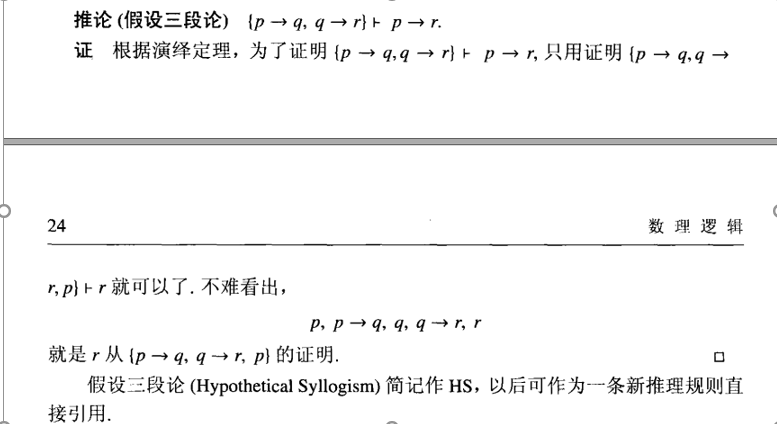 推论 (假设三段论) {p → q, q → r} ⊢ p → r.
证 根据演绎定理，为了证明 {p → q, q → r} ⊢ p → r, 只用证明 {p → q, q →
24 数 理 逻 辑
r, p} ⊢ r 就可以了. 不难看出，
p, p → q, q, q → r, r
就是 r 从 {p → q, q → r, p} 的证明. □
假设三段论 (Hypothetical Syllogism) 简记作 HS，以后可作为一条新推理规则直
接引用.